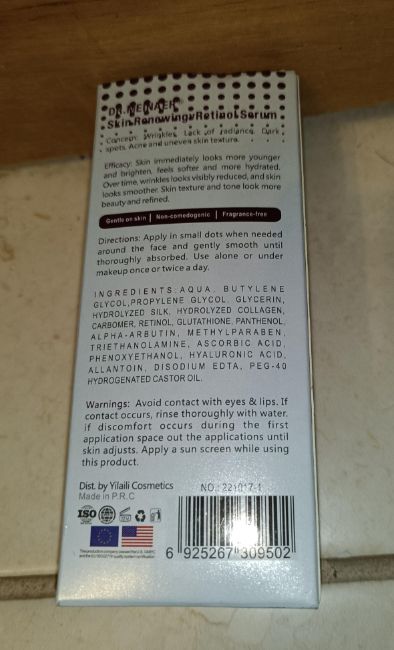 DR.MEINAIER®
Skin Renowing Retinol Serum
Concept: Wrinkles, Lack of radiance, Dark
spots, Acne and uneven skin texture.
Efficacy: Skin immediately looks more younger
and brighten, feels softer and more hydrated.
Over time, wrinkles looks visibly reduced, and skin
looks smoother. Skin texture and tone look more
beauty and refined.
Gentle on skin | Non-comedogenic | Fragrance-free
Directions: Apply in small dots when needed
around the face and gently smooth until
thoroughly absorbed. Use alone or under
makeup once or twice a day.
INGREDIENTS:AQUA, BUTYLENE
GLYCOL,PROPYLENE GLYCOL, GLYCERIN,
HYDROLYZED SILK, HYDROLYZED COLLAGEN,
CARBOMER, RETINOL, GLUTATHIONE, PANTHENOL,
ALPHA-ARBUTIN, METHYLPARABEN,
TRIETHANOLAMINE, ASCORBIC ACID,
PHENOXYETHANOL, HYALURONIC ACID,
ALLANTOIN, DISODIUM EDTA, PEG-40
HYDROGENATED CASTOR OIL.
Warnings: Avoid contact with eyes & lips. If
contact occurs, rinse thoroughly with water.
if discomfort occurs during the first
application space out the applications until
skin adjusts. Apply a sun screen while using
this product.
Dist. by Yilaili Cosmetics
Made in P.R.C
NO.: 221017-1
ISO
6 925267 309502